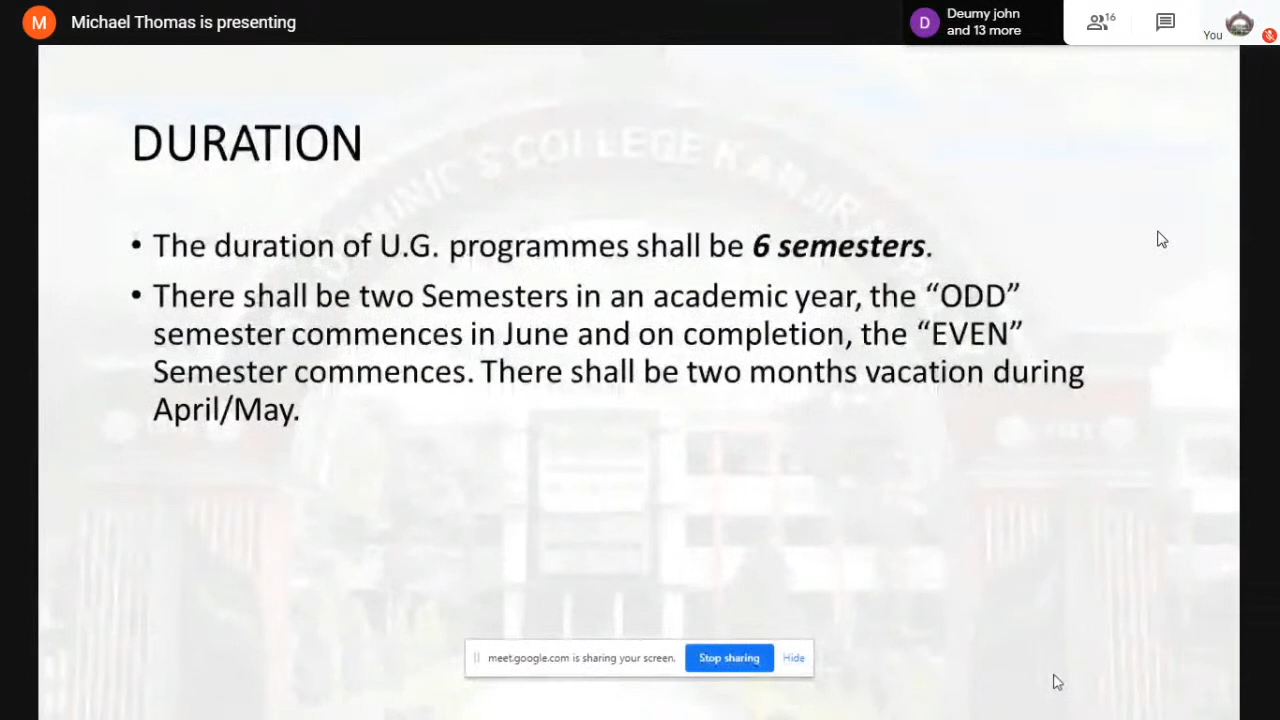 M Michael Thomas is presenting
D Deumy john
and 13 more
16
You
DURATION
COLLEGE
• The duration of U.G. programmes shall be 6 semesters.
• There shall be two Semesters in an academic year, the “ODD”
semester commences in June and on completion, the “EVEN”
Semester commences. There shall be two months vacation during
April/May.
meet.google.com is sharing your screen. Stop sharing Hide